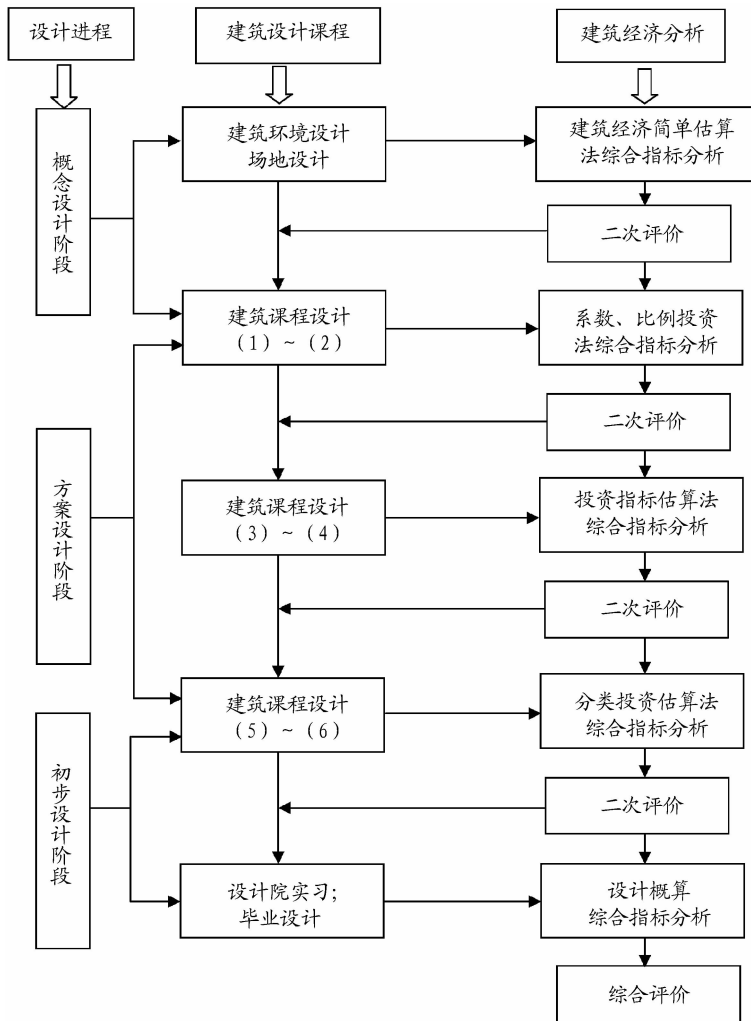 设计进程
建筑设计课程
建筑经济分析
概念设计阶段
建筑环境设计
场地设计
建筑经济简单估算
法综合指标分析
二次评价
建筑课程设计
（1）~（2）
系数、比例投资
法综合指标分析
二次评价
方案设计阶段
建筑课程设计
（3）~（4）
投资指标估算法
综合指标分析
二次评价
建筑课程设计
（5）~（6）
分类投资估算法
综合指标分析
初步设计阶段
二次评价
设计院实习;
毕业设计
设计概算
综合指标分析
综合评价